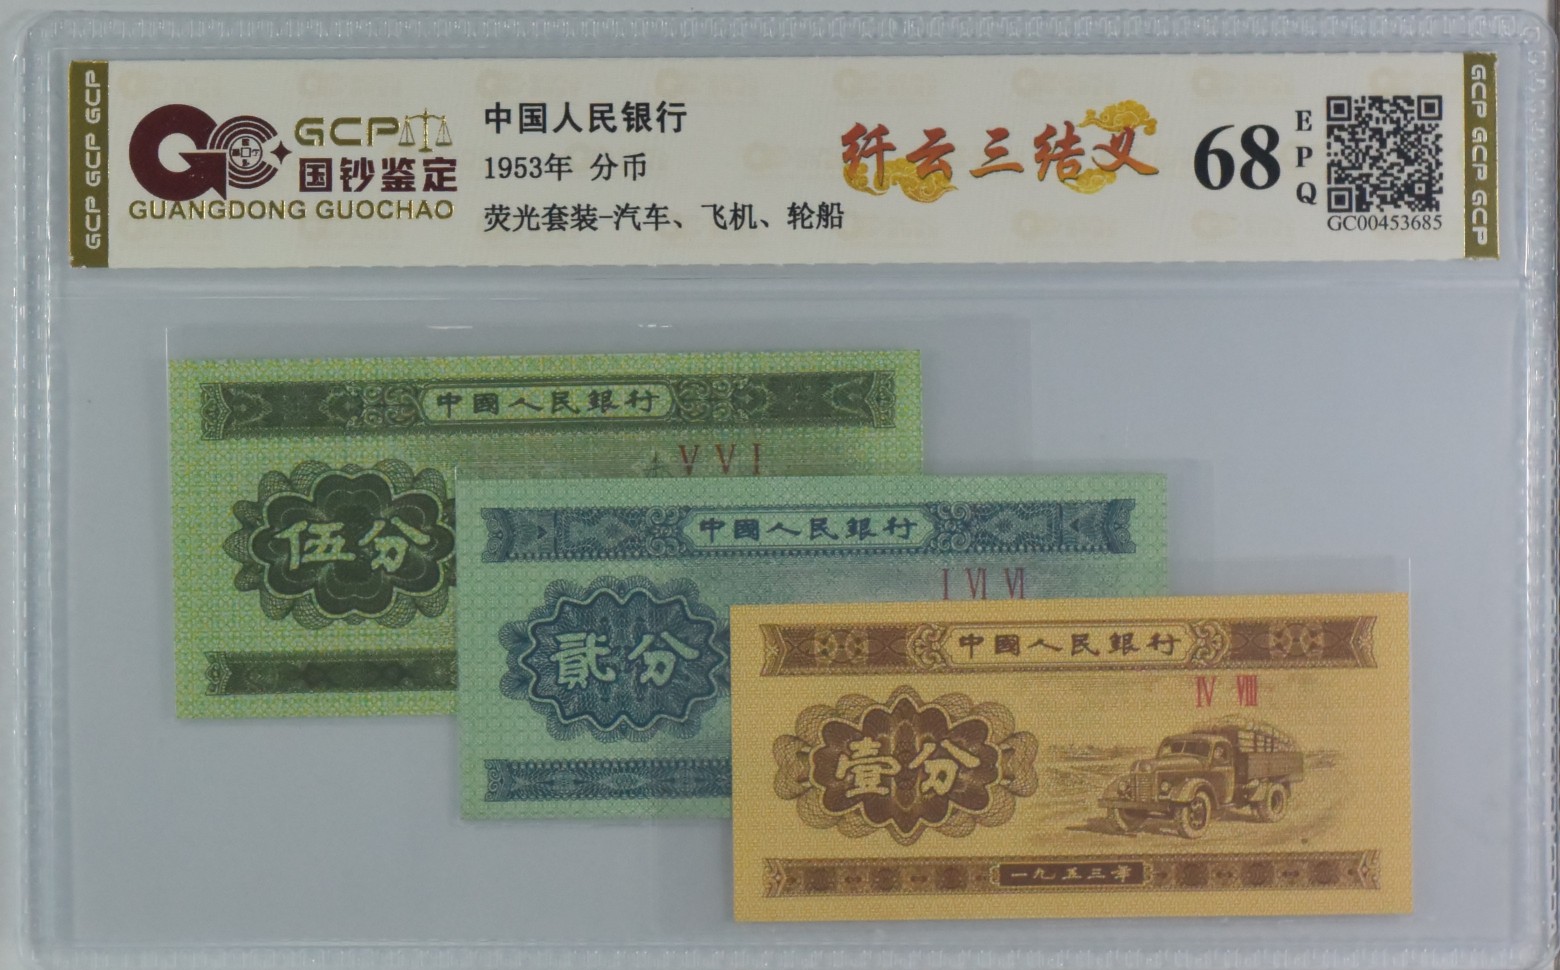 GCP GCP GCP
GCP
国钞鉴定
GUANGDONG GUOCHAO
中国人民银行
1953年 分币
荧光套装-汽车、飞机、轮船
纤云三结义
68
EPQ
GC00453685
GCP GCP GCP
中國人民銀行
V V I
伍分
中國人民銀行
I VI VI
貳分
中國人民銀行
IV VIII
壹分
一九五三年